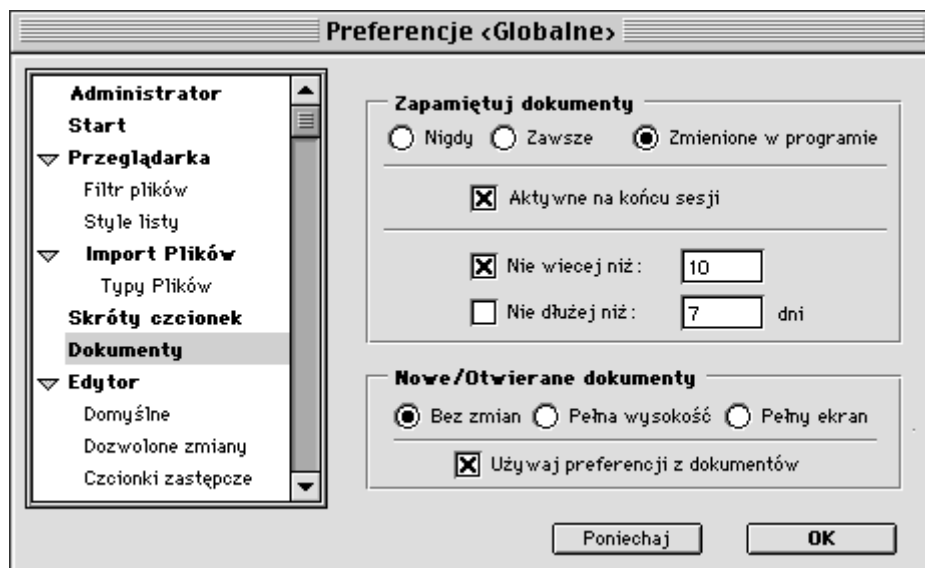 Preferencje <Globalne>
Administrator
Start
Przeglądarka
Filtr plików
Style listy
Import Plików
Typy Plików
Skróty czcionek
Dokumenty
Edytor
Domyślne
Dozwolone zmiany
Czcionki zastępcze
Zapamiętuj dokumenty
Nigdy Zawsze Zmienione w programie
Aktywne na końcu sesji
Nie wiecej niż: 10
Nie dłużej niż: 7 dni
Nowe/Otwierane dokumenty
Bez zmian Pełna wysokość Pełny ekran
Używaj preferencji z dokumentów
Poniechaj OK